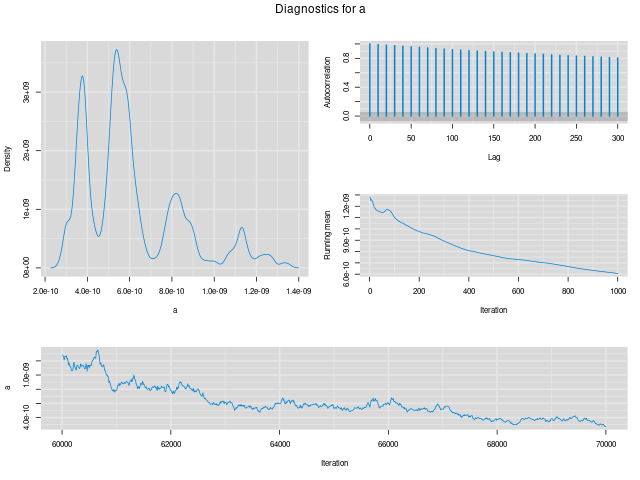 Diagnostics for a
Density
0e+00 1e+09 2e+09 3e+09
2.0e-10 4.0e-10 6.0e-10 8.0e-10 1.0e-09 1.2e-09 1.4e-09
a
Autocorrelation
0.0 0.4 0.8
0 50 100 150 200 250 300
Lag
Running mean
6.0e-10 9.0e-10 1.2e-09
0 200 400 600 800 1000
Iteration
a
4.0e-10 1.0e-09
60000 62000 64000 66000 68000 70000
Iteration